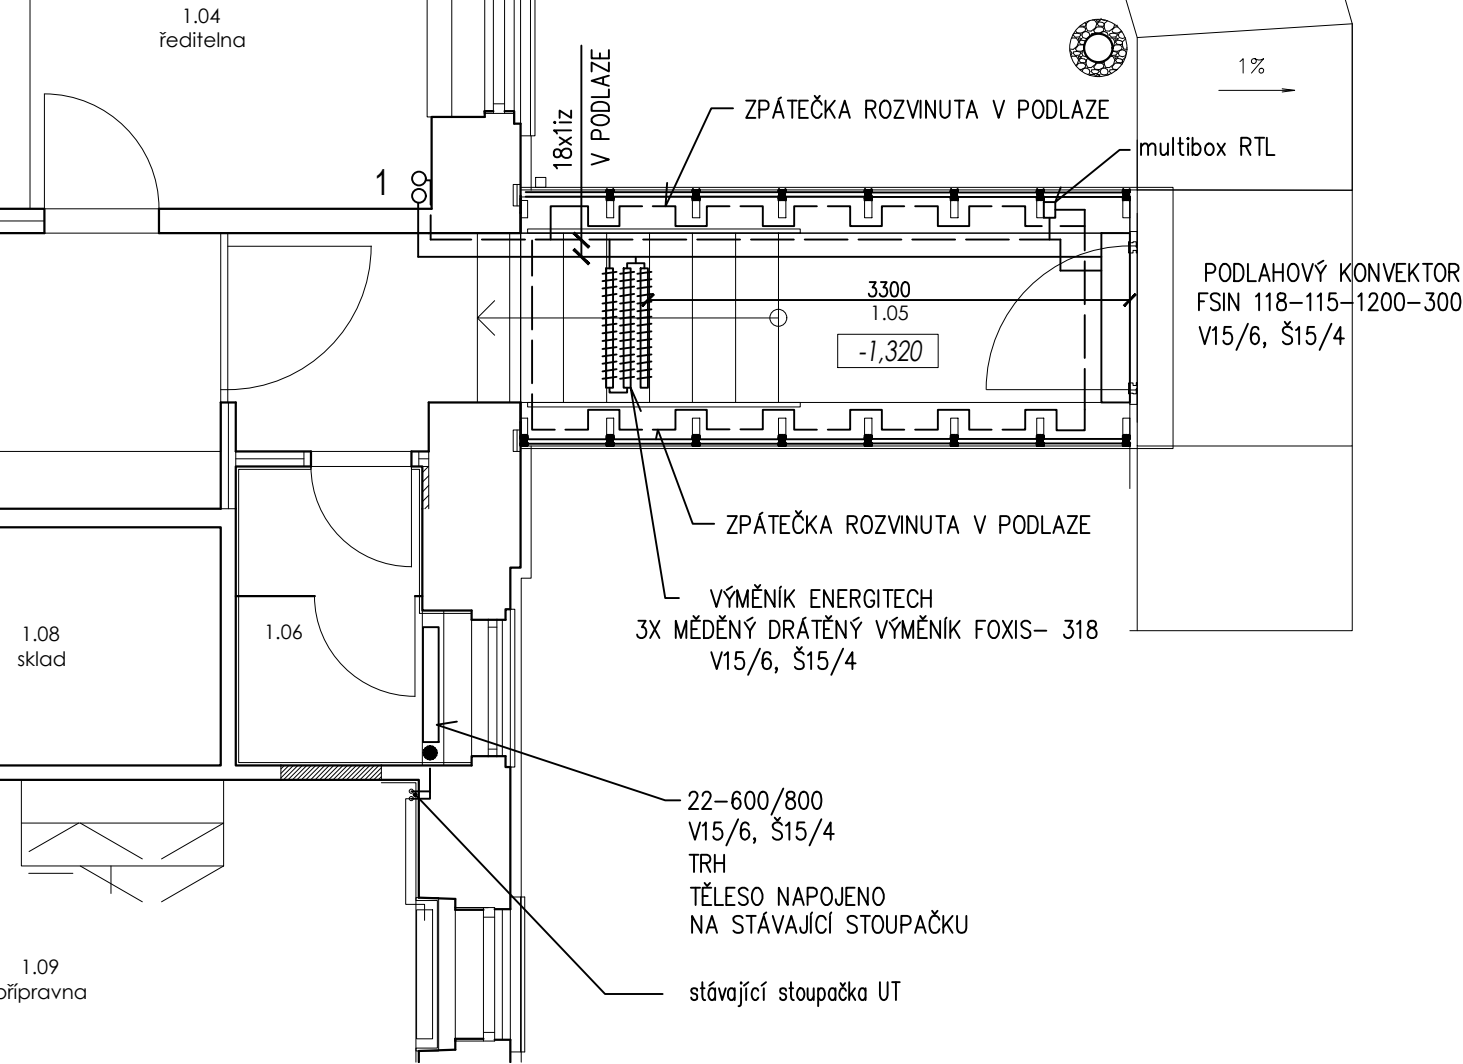 1.04
ředitelna
18x1iz
V PODLAZE
ZPÁTEČKA ROZVINUTA V PODLAZE
1%
multibox RTL
1
PODLAHOVÝ KONVEKTOR
FSIN 118-115-1200-300
V15/6, Š15/4
3300
1.05
-1,320
ZPÁTEČKA ROZVINUTA V PODLAZE
VÝMĚNÍK ENERGITECH
3X MĚDĚNÝ DRÁTĚNÝ VÝMĚNÍK FOXIS- 318
V15/6, Š15/4
1.08
sklad
1.06
22-600/800
V15/6, Š15/4
TRH
TĚLESO NAPOJENO
NA STÁVAJÍCÍ STOUPAČKU
1.09
přípravna
stávající stoupačka UT